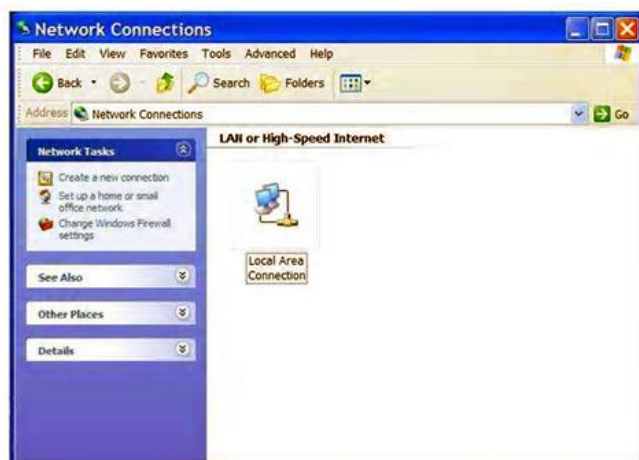 Network Connections
File Edit View Favorites Tools Advanced Help
Back Search Folders
Address Network Connections Go
Network Tasks
Create a new connection
Set up a home or small
office network
Change Windows Firewall
settings
See Also
Other Places
Details
LAN or High-Speed Internet
Local Area
Connection